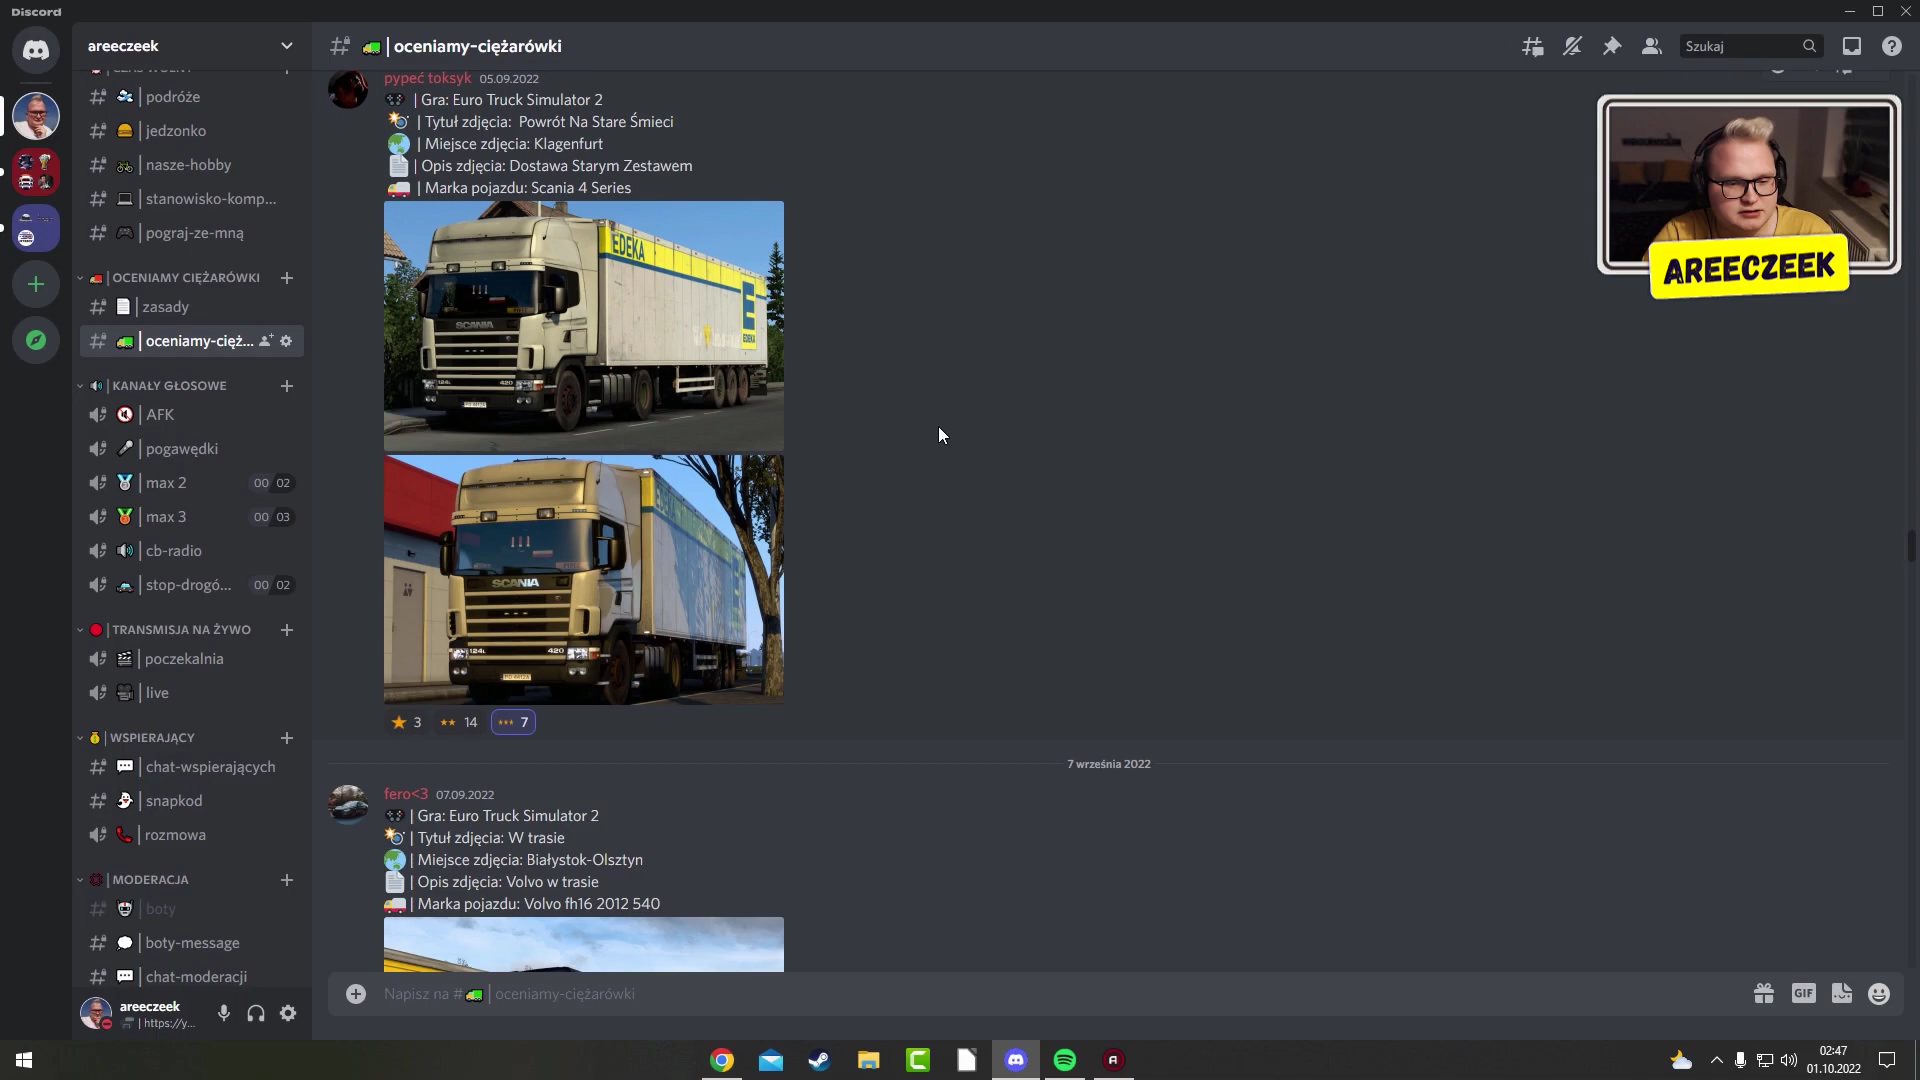 Discord
areeczeek
podróże
jedzonko
nasze-hobby
stanowisko-komp...
pograj-ze-mną
OCENIAMY CIĘŻARÓWKI
zasady
oceniamy-cięż...
KANAŁY GŁOSOWE
AFK
pogawędki
max 2 00 02
max 3 00 03
cb-radio
stop-drogó... 00 02
TRANSMISJA NA ŻYWO
poczekalnia
live
WSPIERAJĄCY
chat-wspierających
snapkod
rozmowa
MODERACJA
boty
boty-message
chat-moderacji
areeczeek
| https://y...
| oceniamy-ciężarówki
Szukaj
pypeć toksyk 05.09.2022
| Gra: Euro Truck Simulator 2
| Tytuł zdjęcia: Powrót Na Stare Śmieci
| Miejsce zdjęcia: Klagenfurt
| Opis zdjęcia: Dostawa Starym Zestawem
| Marka pojazdu: Scania 4 Series
EDEKA
SCANIA
EDEKA
124L 420
SCANIA
124L 420
3 14 7
7 września 2022
fero<3 07.09.2022
| Gra: Euro Truck Simulator 2
| Tytuł zdjęcia: W trasie
| Miejsce zdjęcia: Białystok-Olsztyn
| Opis zdjęcia: Volvo w trasie
| Marka pojazdu: Volvo fh16 2012 540
Napisz na # | oceniamy-ciężarówki
GIF
AREECZEEK
02:47
01.10.2022